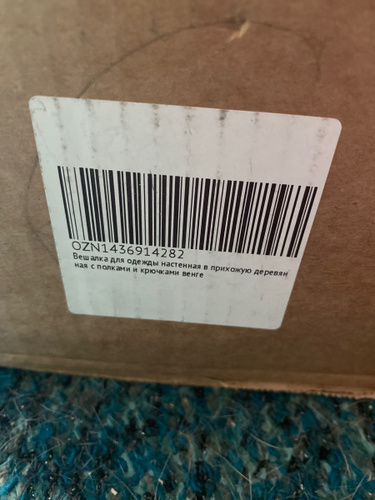 OZN1436914282
Вешалка для одежды настенная в прихожую деревян
ная с полками и крючками венге